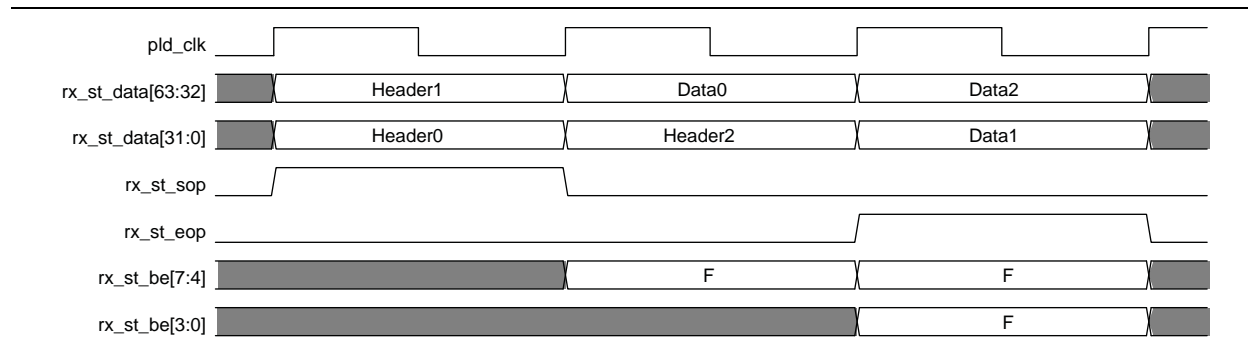 pld_clk
rx_st_data[63:32] Header1 Data0 Data2
rx_st_data[31:0] Header0 Header2 Data1
rx_st_sop
rx_st_eop
rx_st_be[7:4] F F
rx_st_be[3:0] F